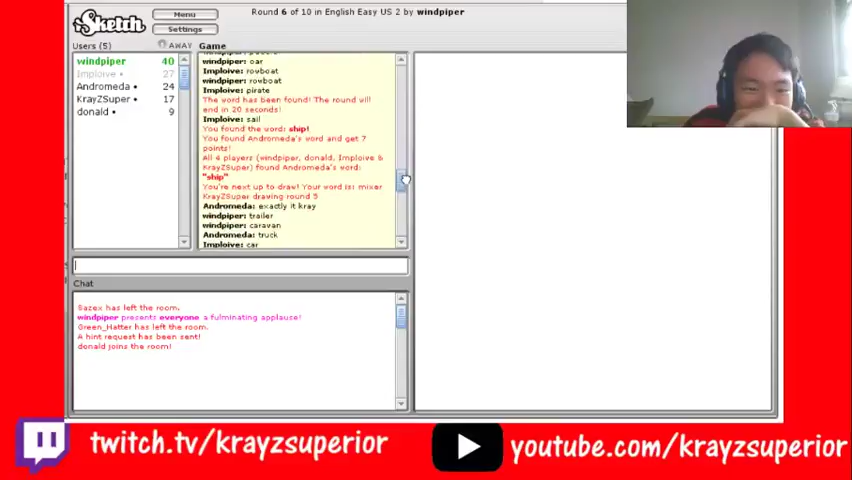 iSketch
Menu
Settings
Round 6 of 10 in English Easy US 2 by windpiper
Users (5)
AWAY
Game
windpiper 40
Imploive • 27
Andromeda • 24
KrayZSuper • 17
donald • 9
windpiper: oar
Imploive: rowboat
windpiper: rowboat
Imploive: pirate
The word has been found! The round will
end in 20 seconds!
Imploive: sail
You found the word: ship!
You found Andromeda's word and get 7
points!
All 4 players (windpiper, donald, Imploive &
KrayZSuper) found Andromeda's word:
"ship"
You're next up to draw! Your word is: mixer
KrayZSuper drawing round 5
Andromeda: exactly it kray
windpiper: trailer
windpiper: caravan
Andromeda: truck
Imploive: car
Chat
Sazex has left the room.
windpiper presents everyone a fulminating applause!
Green_Hatter has left the room.
A hint request has been sent!
donald joins the room!
twitch.tv/krayzsuperior
youtube.com/krayzsuperior